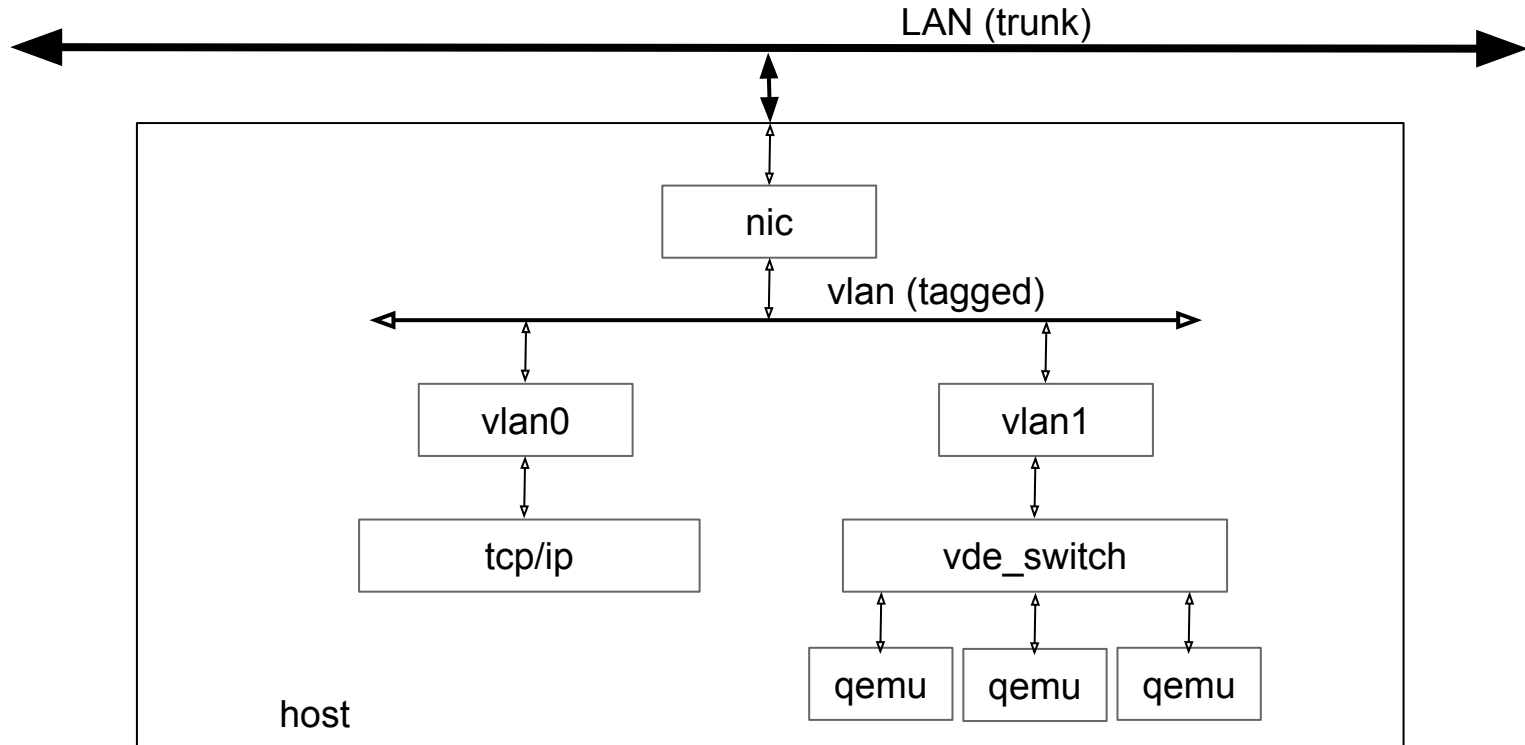 LAN (trunk)
nic
vlan (tagged)
vlan0
vlan1
tcp/ip
vde_switch
qemu
qemu
qemu
host